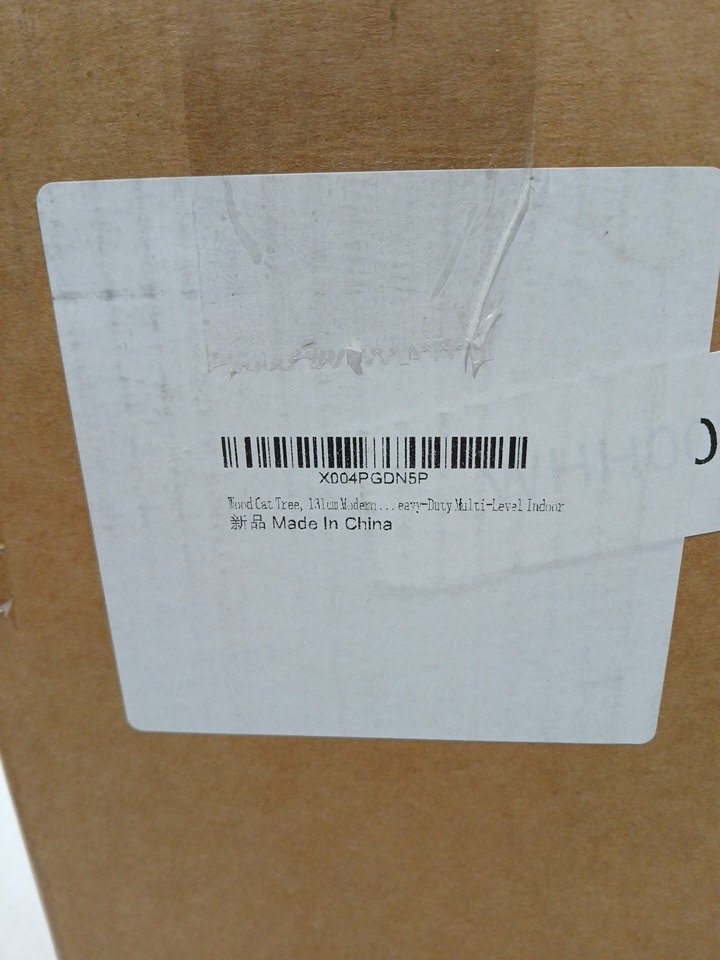 X004PGDN5P
Wood Cat Tree, 131cm Modern...eavy-Duty Multi-Level Indoor
新品 Made In China